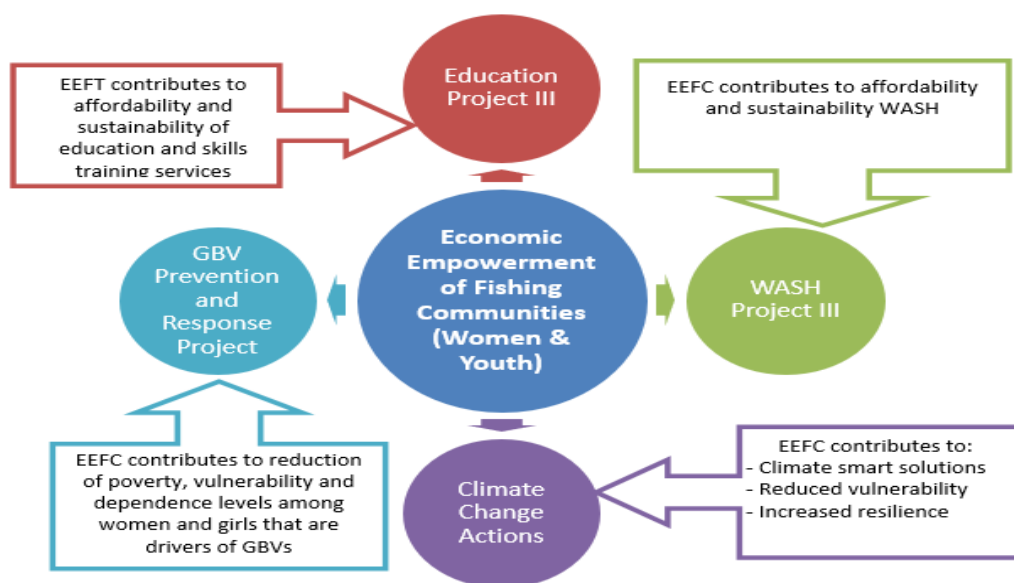 Education
Project III
EEFT contributes to
affordability and
sustainability of
education and skills
training services
EEFC contributes to affordability
and sustainability WASH
Economic
Empowerment
of Fishing
Communities
(Women &
Youth)
GBV
Prevention
and
Response
Project
WASH
Project III
EEFC contributes to reduction
of poverty, vulnerability and
dependence levels among
women and girls that are
drivers of GBVs
Climate
Change
Actions
EEFC contributes to:
- Climate smart solutions
- Reduced vulnerability
- Increased resilience